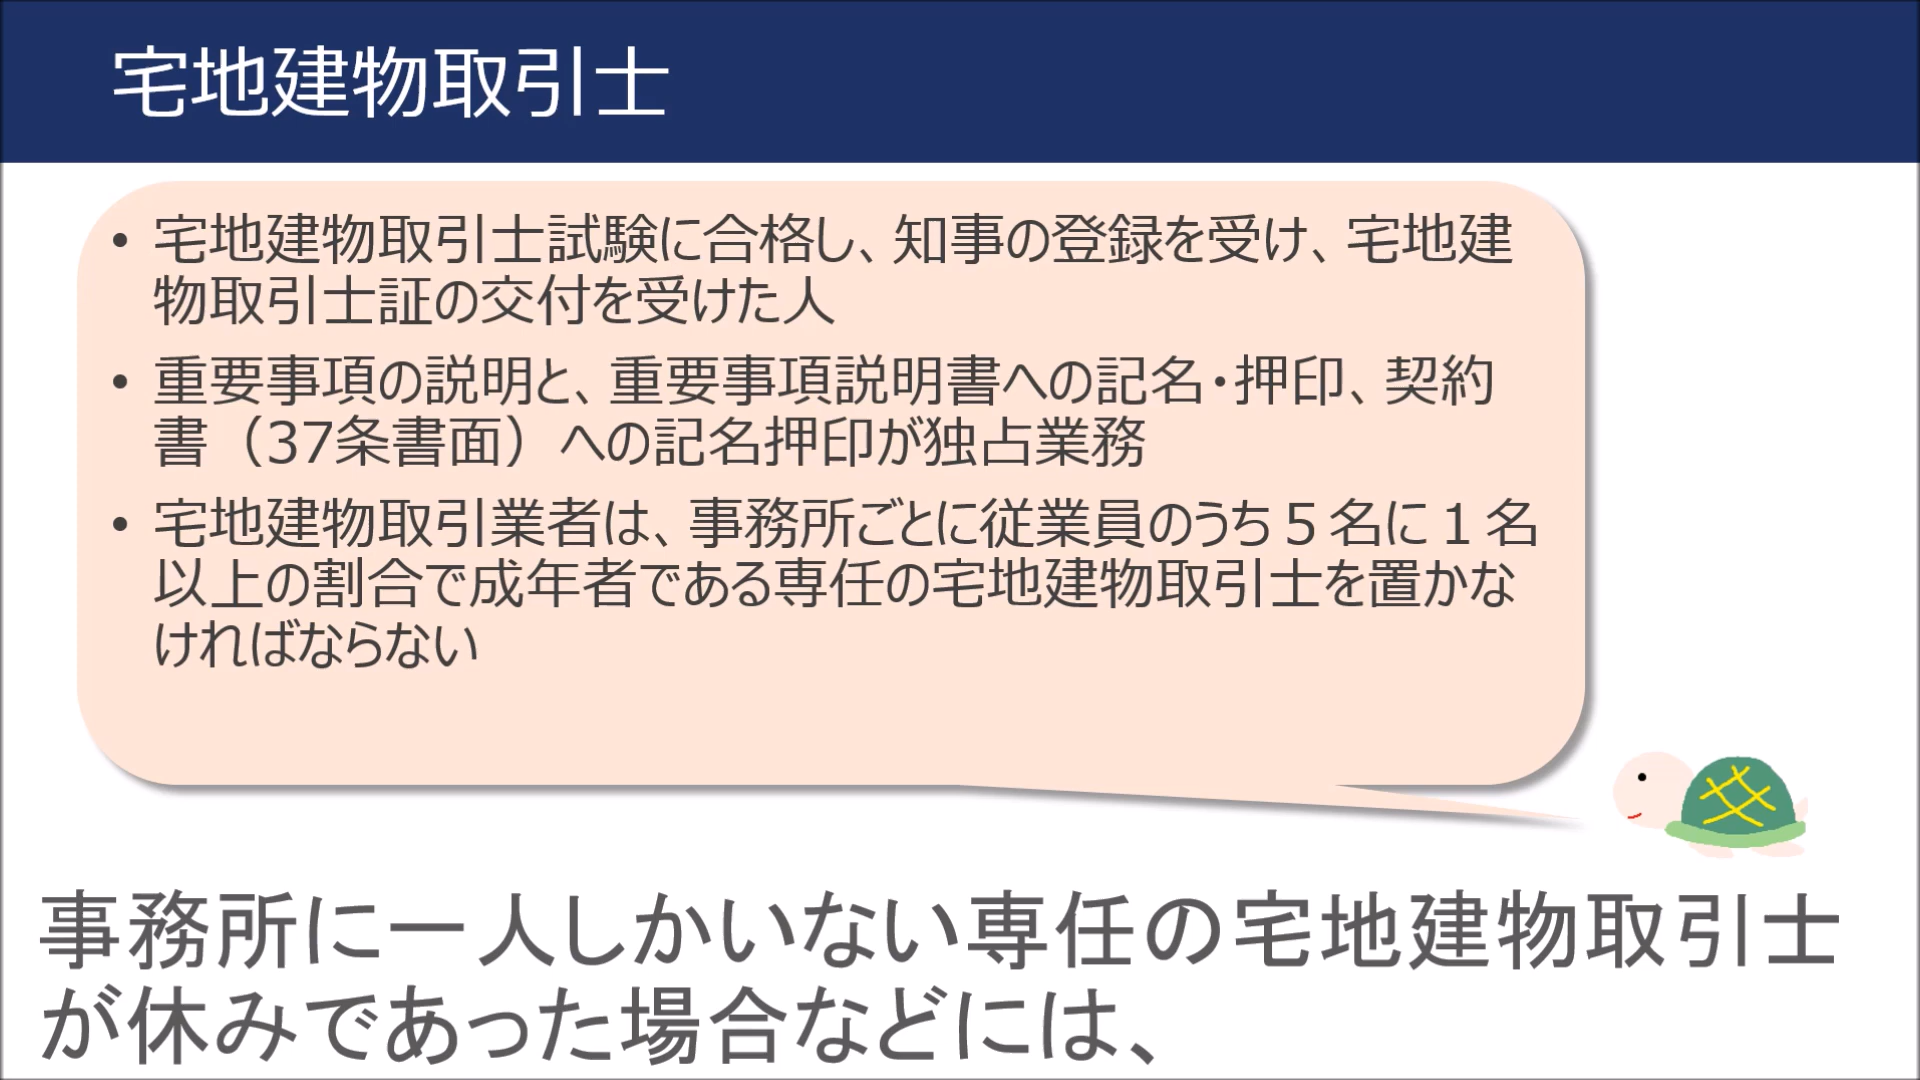 宅地建物取引士
• 宅地建物取引士試験に合格し、知事の登録を受け、宅地建
物取引士証の交付を受けた人
• 重要事項の説明と、重要事項説明書への記名・押印、契約
書（37条書面）への記名押印が独占業務
• 宅地建物取引業者は、事務所ごとに従業員のうち５名に１名
以上の割合で成年者である専任の宅地建物取引士を置かな
ければならない
事務所に一人しかいない専任の宅地建物取引士
が休みであった場合などには、